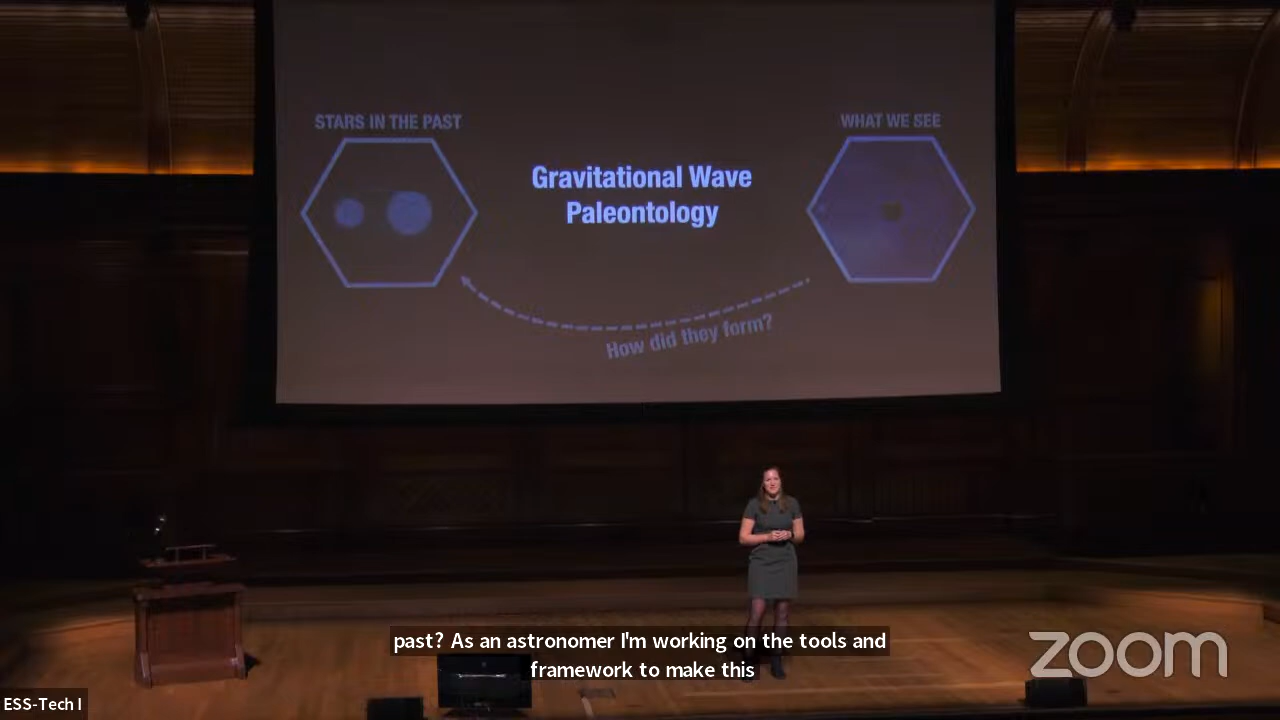 STARS IN THE PAST
WHAT WE SEE
Gravitational Wave
Paleontology
How did they form?
past? As an astronomer I'm working on the tools and
framework to make this
zoom
ESS-Tech I